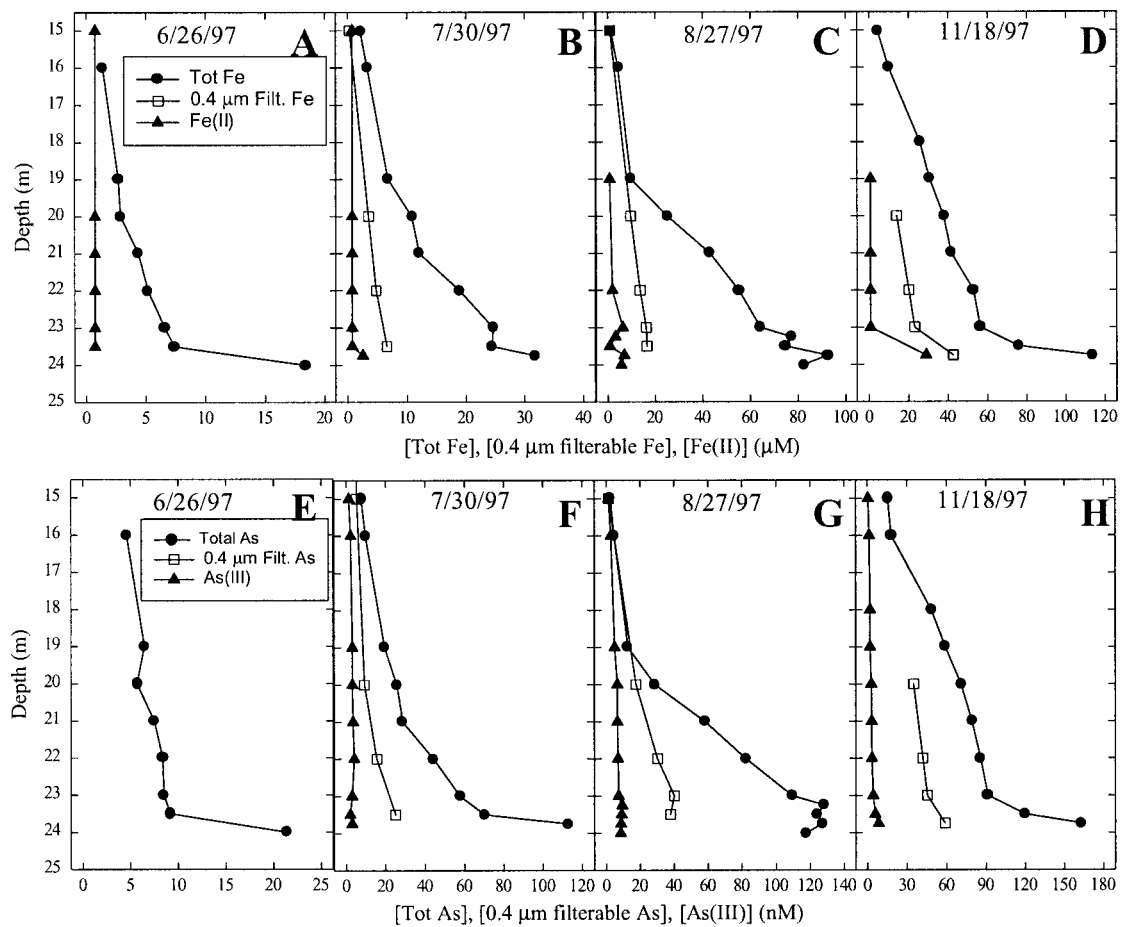 6/26/97 A
Tot Fe
0.4 µm Filt. Fe
Fe(II)
7/30/97 B
8/27/97 C
11/18/97 D
15
16
18
19
20
21
22
23
25
Depth (m)
0 5 10 15 20
0 10 20 30 40
0 20 40 60 80 100
0 20 40 60 80 100 120
[Tot Fe], [0.4 µm filterable Fe], [Fe(II)] (µM)
6/26/97 E
Total As
0.4 µm Filt. As
As(III)
7/30/97 F
8/27/97 G
11/18/97 H
15
16
18
19
20
21
22
23
25
Depth (m)
0 5 10 15 20 25
0 20 40 60 80 100 120
0 20 40 60 80 100 120 140
0 30 60 90 120 150 180
[Tot As], [0.4 µm filterable As], [As(III)] (nM)